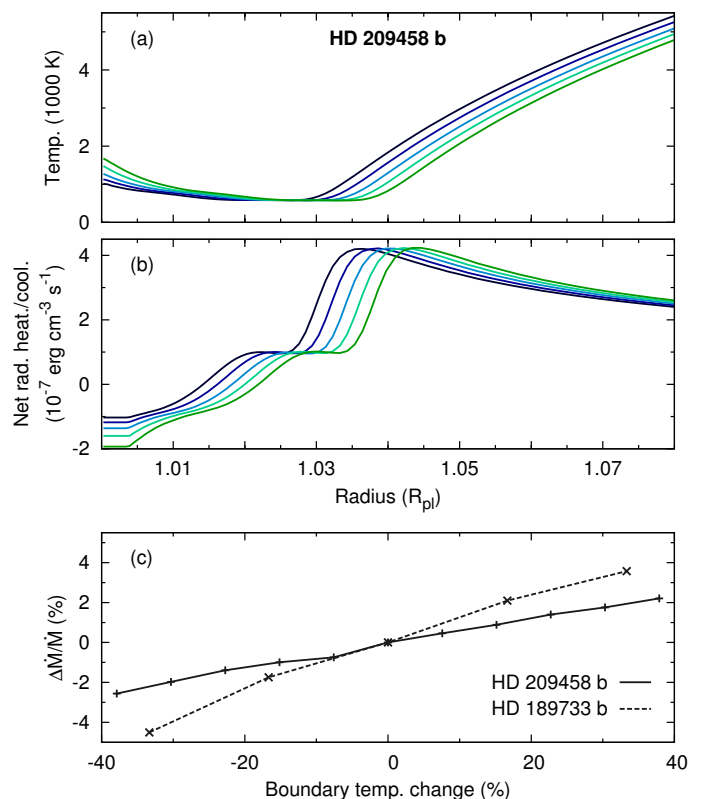 (a)
HD 209458 b
Temp. (1000 K)
4
2
0
(b)
Net rad. heat./cool.
(10⁻⁷ erg cm⁻³ s⁻¹)
4
2
0
-2
1.01 1.03 1.05 1.07
Radius (Rₚₗ)
(c)
ΔṀ/Ṁ (%)
4
2
0
-2
-4
HD 209458 b
HD 189733 b
-40 -20 0 20 40
Boundary temp. change (%)